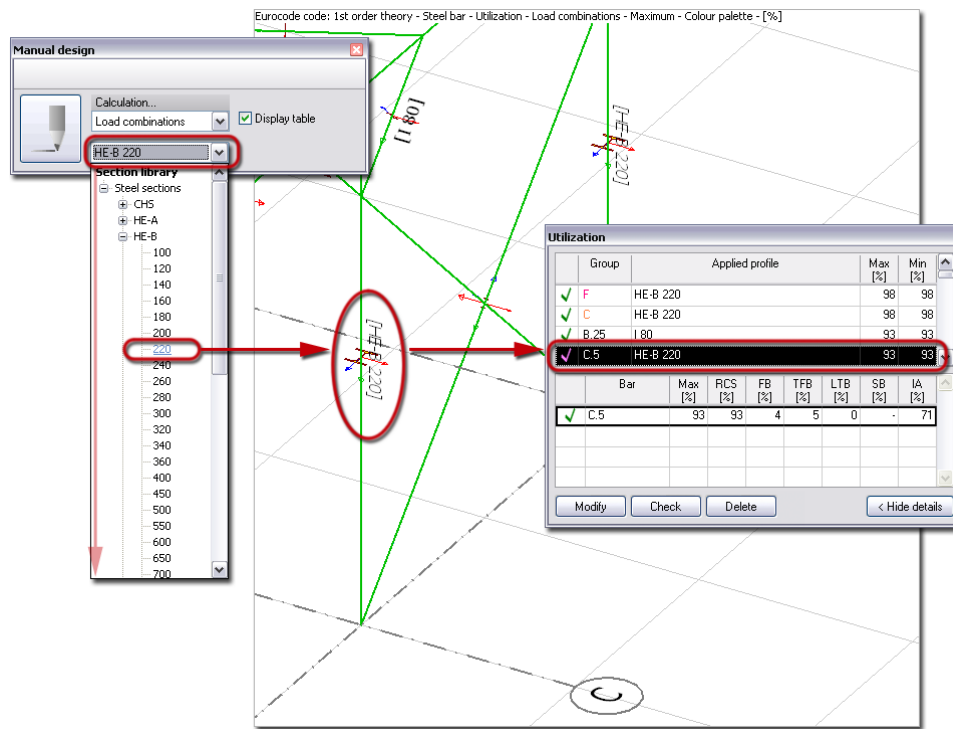 Eurocode code: 1st order theory - Steel bar - Utilization - Load combinations - Maximum - Colour palette - [%]
Manual design
Calculation...
Load combinations
Display table
HE-B 220
Section library
Steel sections
CHS
HE-A
HE-B
100
120
140
160
180
200
220
240
260
280
300
320
340
360
400
450
500
550
600
650
700
[I 80]
[HE-B 220]
[HE-B 220]
C
Utilization
Group Applied profile Max [%] Min [%]
F HE-B 220 98 98
C HE-B 220 98 98
B.25 I 80 93 93
C.5 HE-B 220 93 93
Bar Max [%] RCS [%] FB [%] TFB [%] LTB [%] SB [%] IA [%]
C.5 93 93 4 5 0 - 71
Modify Check Delete < Hide details